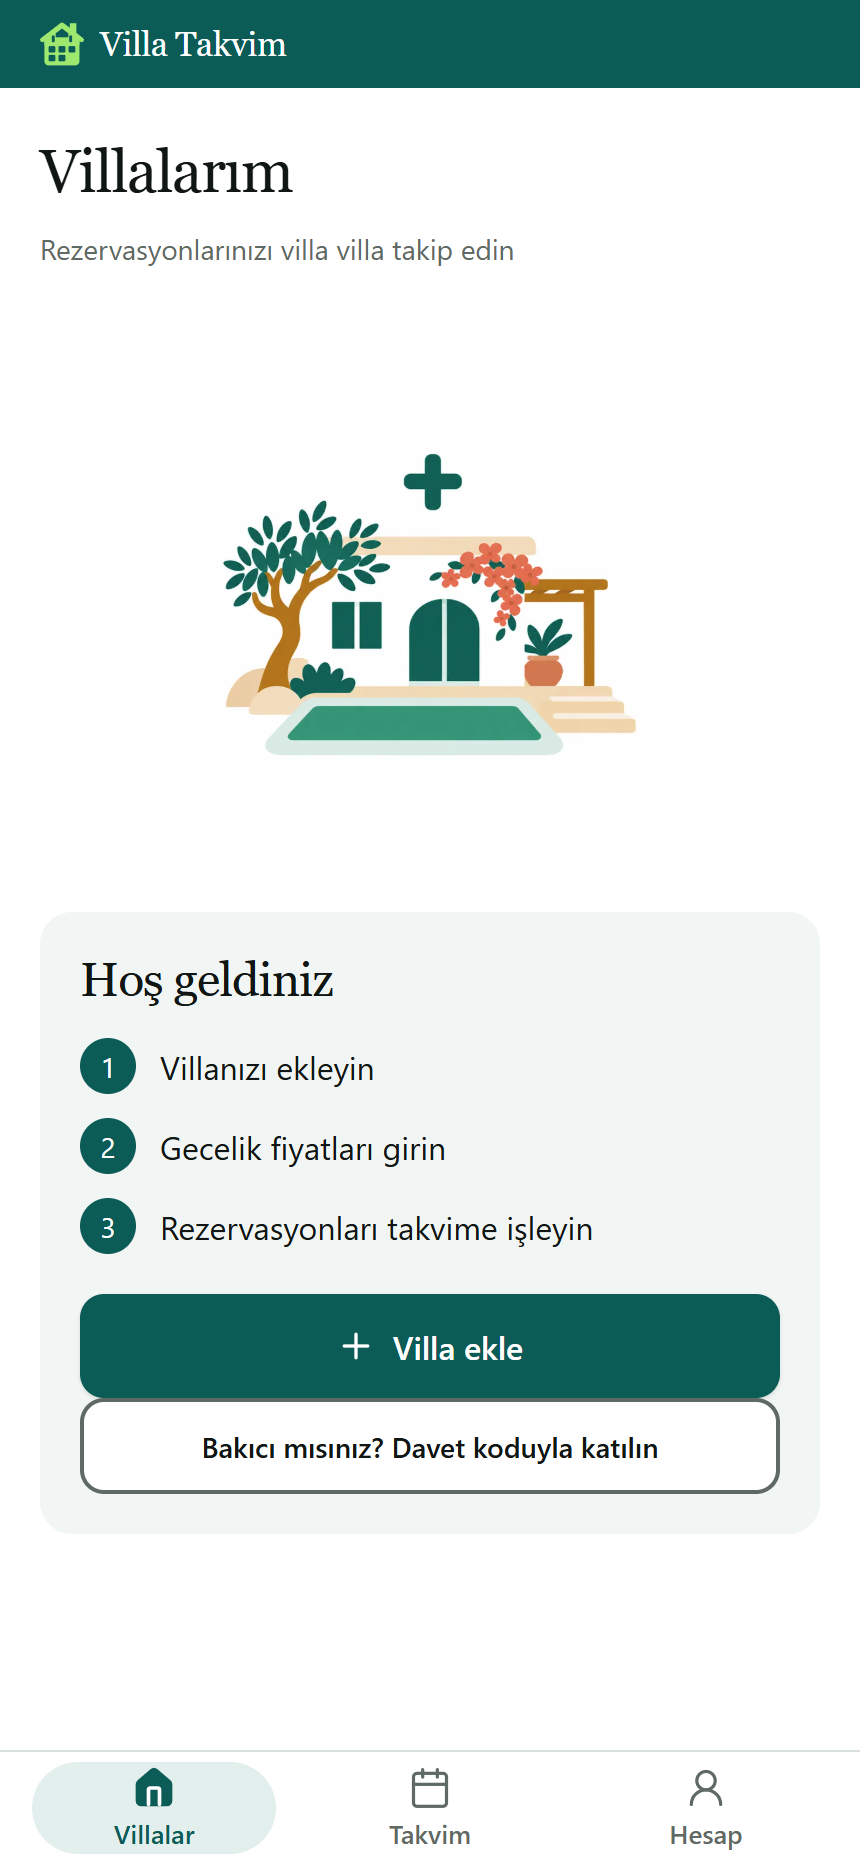 Villa Takvim
Villalarım
Rezervasyonlarınızı villa villa takip edin
Hoş geldiniz
1 Villanızı ekleyin
2 Gecelik fiyatları girin
3 Rezervasyonları takvime işleyin
+ Villa ekle
Bakıcı mısınız? Davet koduyla katılın
Villalar Takvim Hesap